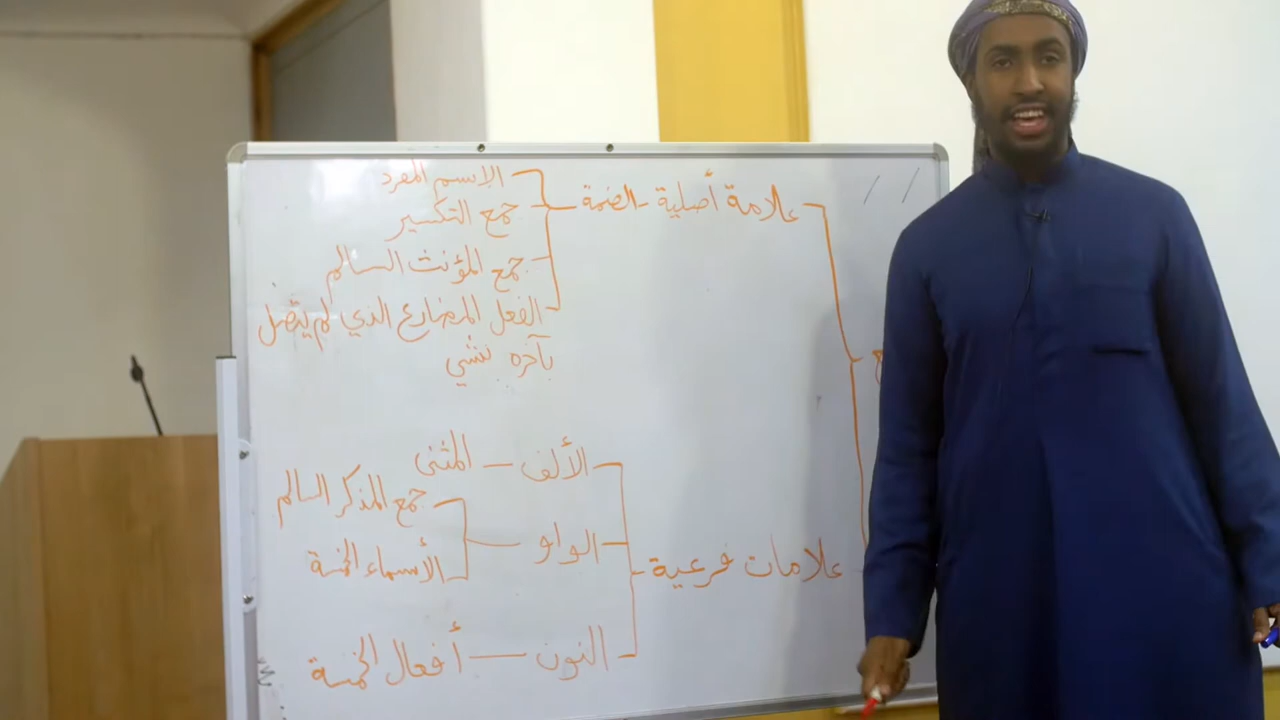 علامة أصلية - الضمة
الاسم المفرد
جمع التكسير
جمع المؤنث السالم
الفعل المضارع الذي لم يتصل
بآخره شيء
علامات فرعية
الألف - المثنى
الواو
جمع المذكر السالم
الأسماء الخمسة
النون - أفعال الخمسة